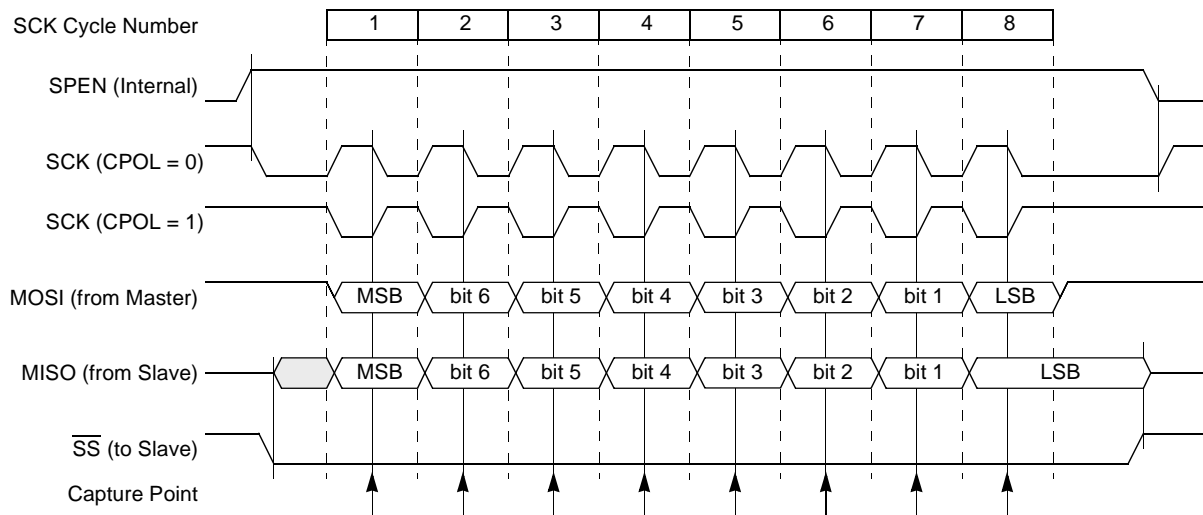 SCK Cycle Number 1 2 3 4 5 6 7 8
SPEN (Internal)
SCK (CPOL = 0)
SCK (CPOL = 1)
MOSI (from Master) MSB bit 6 bit 5 bit 4 bit 3 bit 2 bit 1 LSB
MISO (from Slave) MSB bit 6 bit 5 bit 4 bit 3 bit 2 bit 1 LSB
S̅S̅ (to Slave)
Capture Point